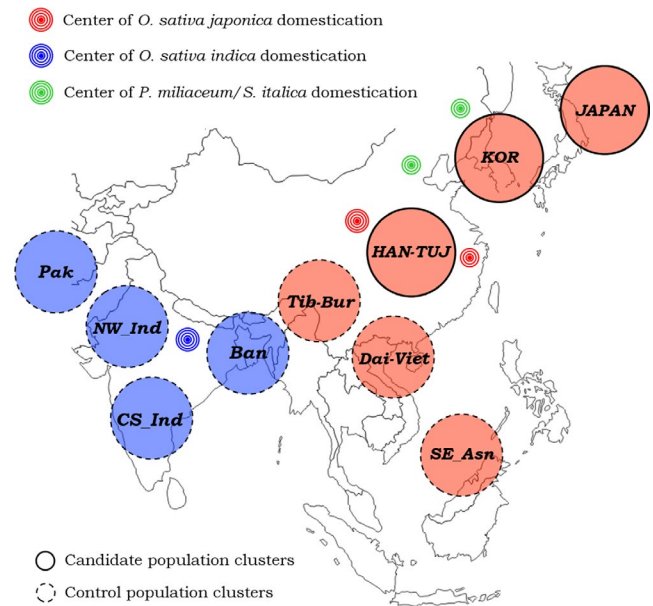 Center of O. sativa japonica domestication
Center of O. sativa indica domestication
Center of P. miliaceum/S. italica domestication
JAPAN
KOR
HAN-TUJ
Pak
Tib-Bur
NW_Ind
Ban
Dai-Viet
CS_Ind
SE_Asn
Candidate population clusters
Control population clusters